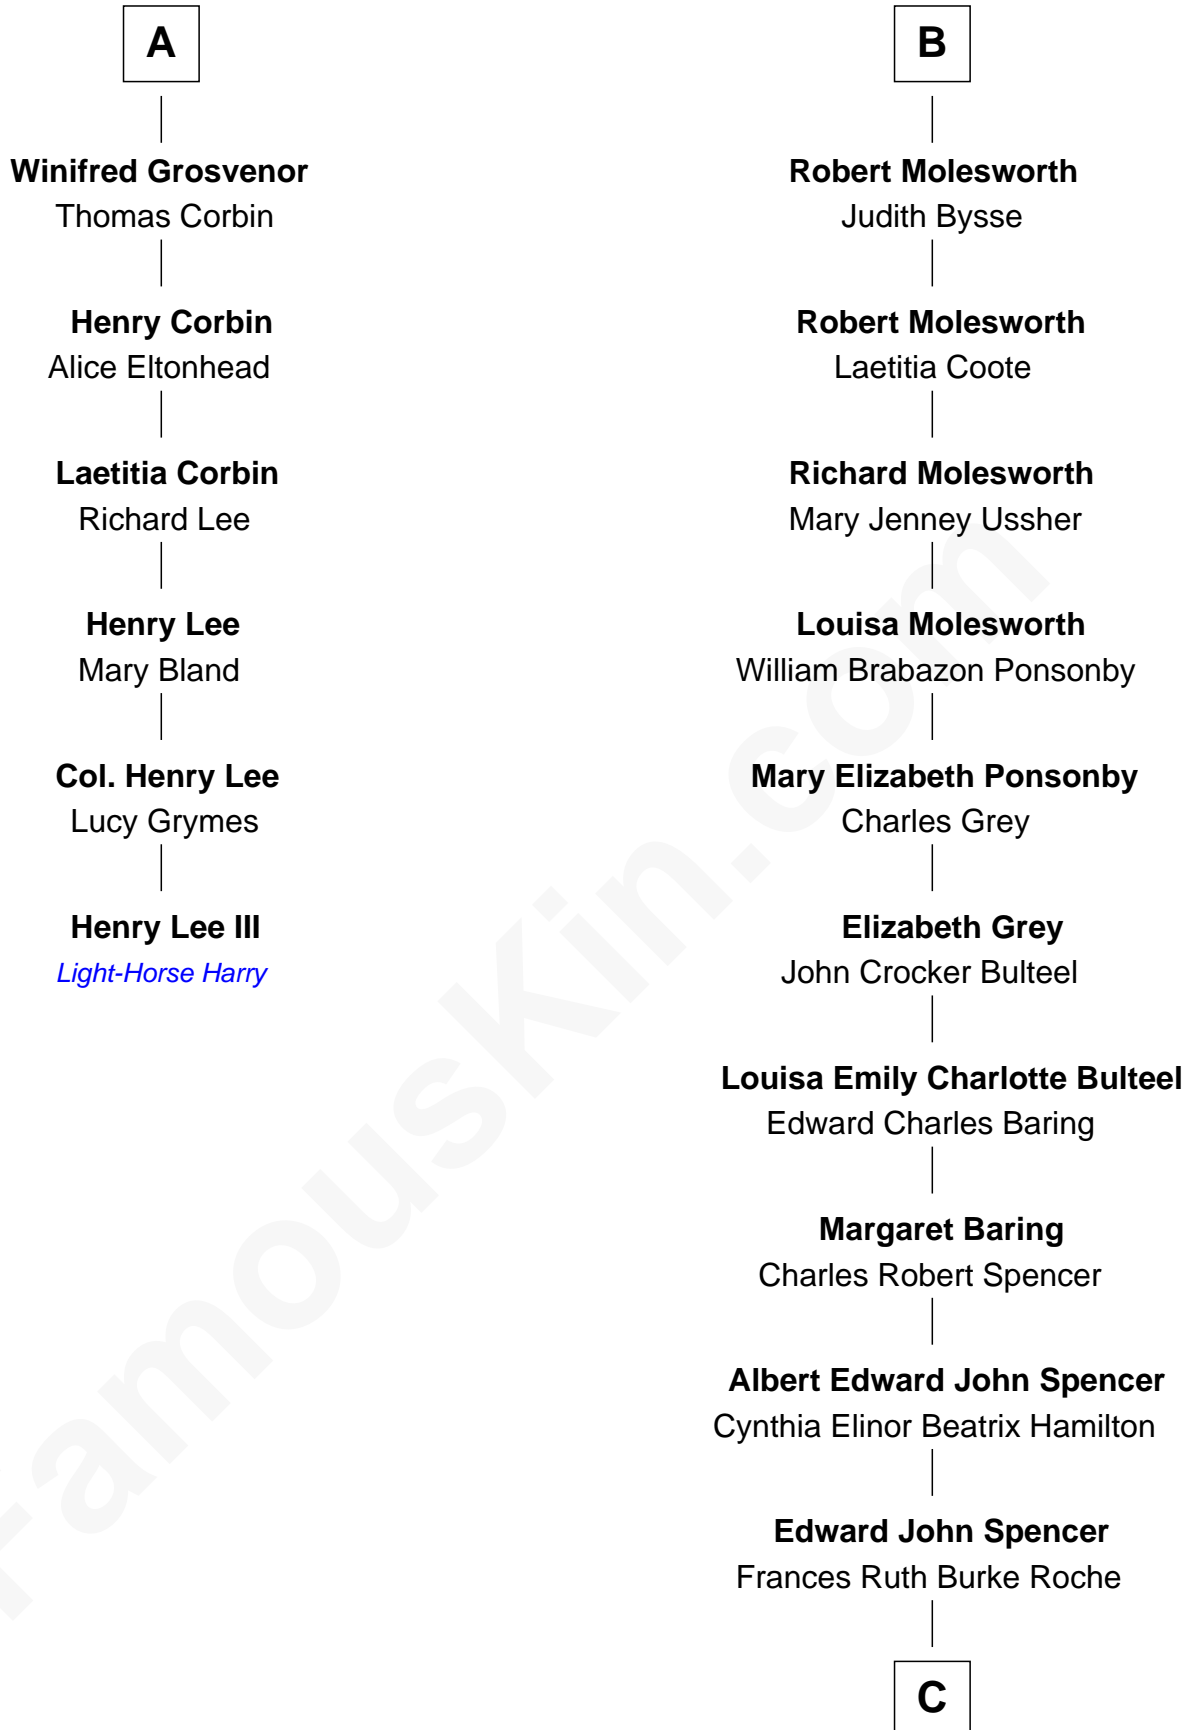 A
Winifred Grosvenor
Thomas Corbin
Henry Corbin
Alice Eltonhead
Laetitia Corbin
Richard Lee
Henry Lee
Mary Bland
Col. Henry Lee
Lucy Grymes
Henry Lee III
Light-Horse Harry
B
Robert Molesworth
Judith Bysse
Robert Molesworth
Laetitia Coote
Richard Molesworth
Mary Jenney Ussher
Louisa Molesworth
William Brabazon Ponsonby
Mary Elizabeth Ponsonby
Charles Grey
Elizabeth Grey
John Crocker Bulteel
Louisa Emily Charlotte Bulteel
Edward Charles Baring
Margaret Baring
Charles Robert Spencer
Albert Edward John Spencer
Cynthia Elinor Beatrix Hamilton
Edward John Spencer
Frances Ruth Burke Roche
C
FamousKin.com